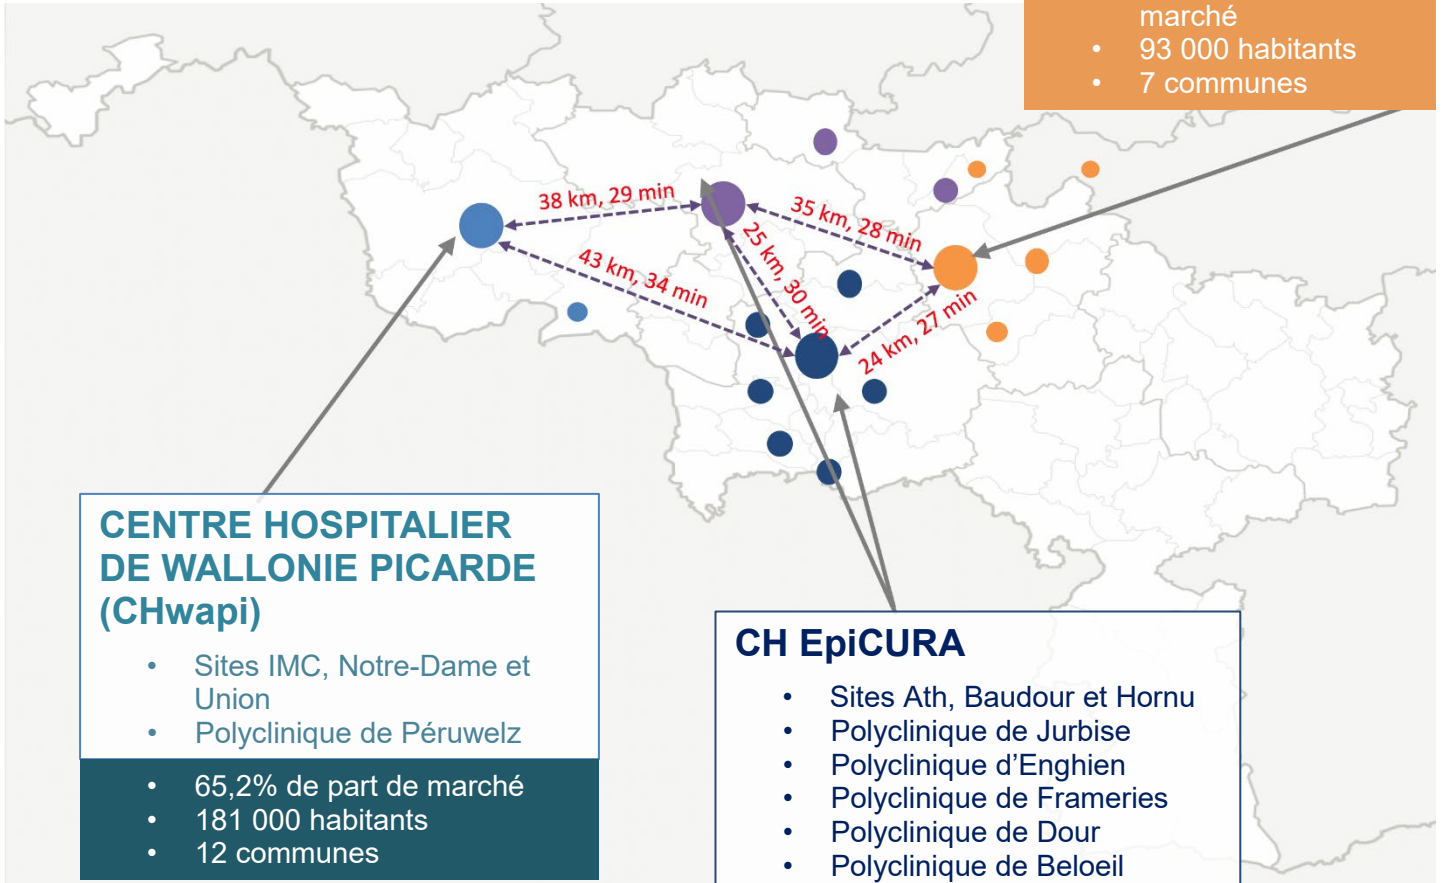 marché
• 93 000 habitants
• 7 communes
38 km, 29 min
35 km, 28 min
25 km, 30 min
43 km, 34 min
24 km, 27 min
CENTRE HOSPITALIER
DE WALLONIE PICARDE
(CHwapi)
• Sites IMC, Notre-Dame et
Union
• Polyclinique de Péruwelz
• 65,2% de part de marché
• 181 000 habitants
• 12 communes
CH EpiCURA
• Sites Ath, Baudour et Hornu
• Polyclinique de Jurbise
• Polyclinique d’Enghien
• Polyclinique de Frameries
• Polyclinique de Dour
• Polyclinique de Beloeil